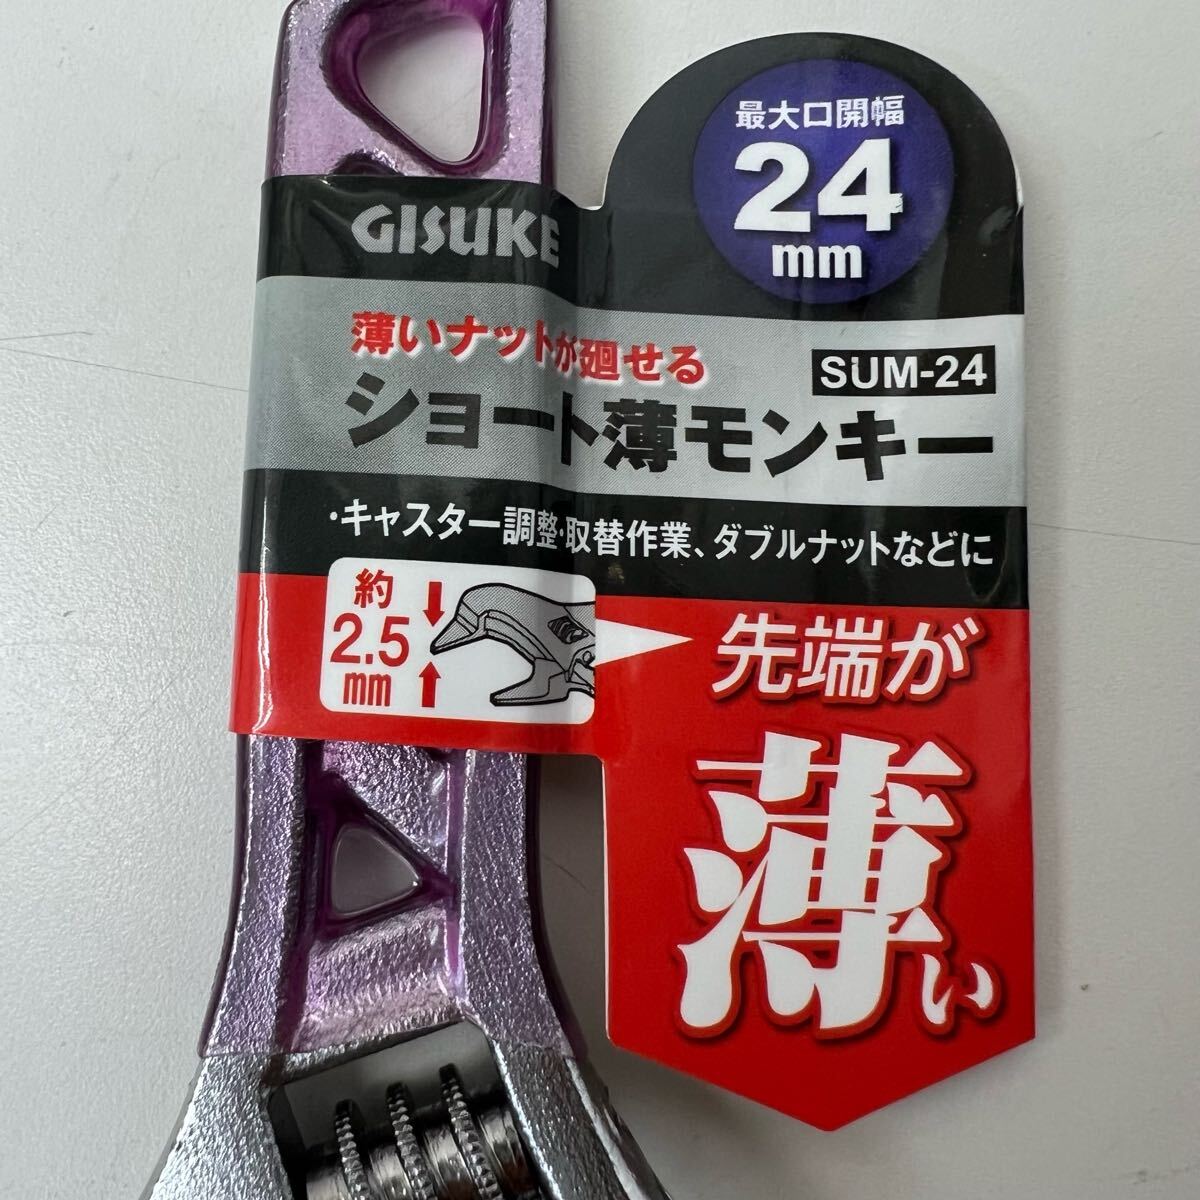 最大口開幅
24
mm
GISUKE
薄いナットが廻せる
SUM-24
ショート薄モンキー
・キャスター調整・取替作業、ダブルナットなどに
約
2.5
mm
先端が
薄い